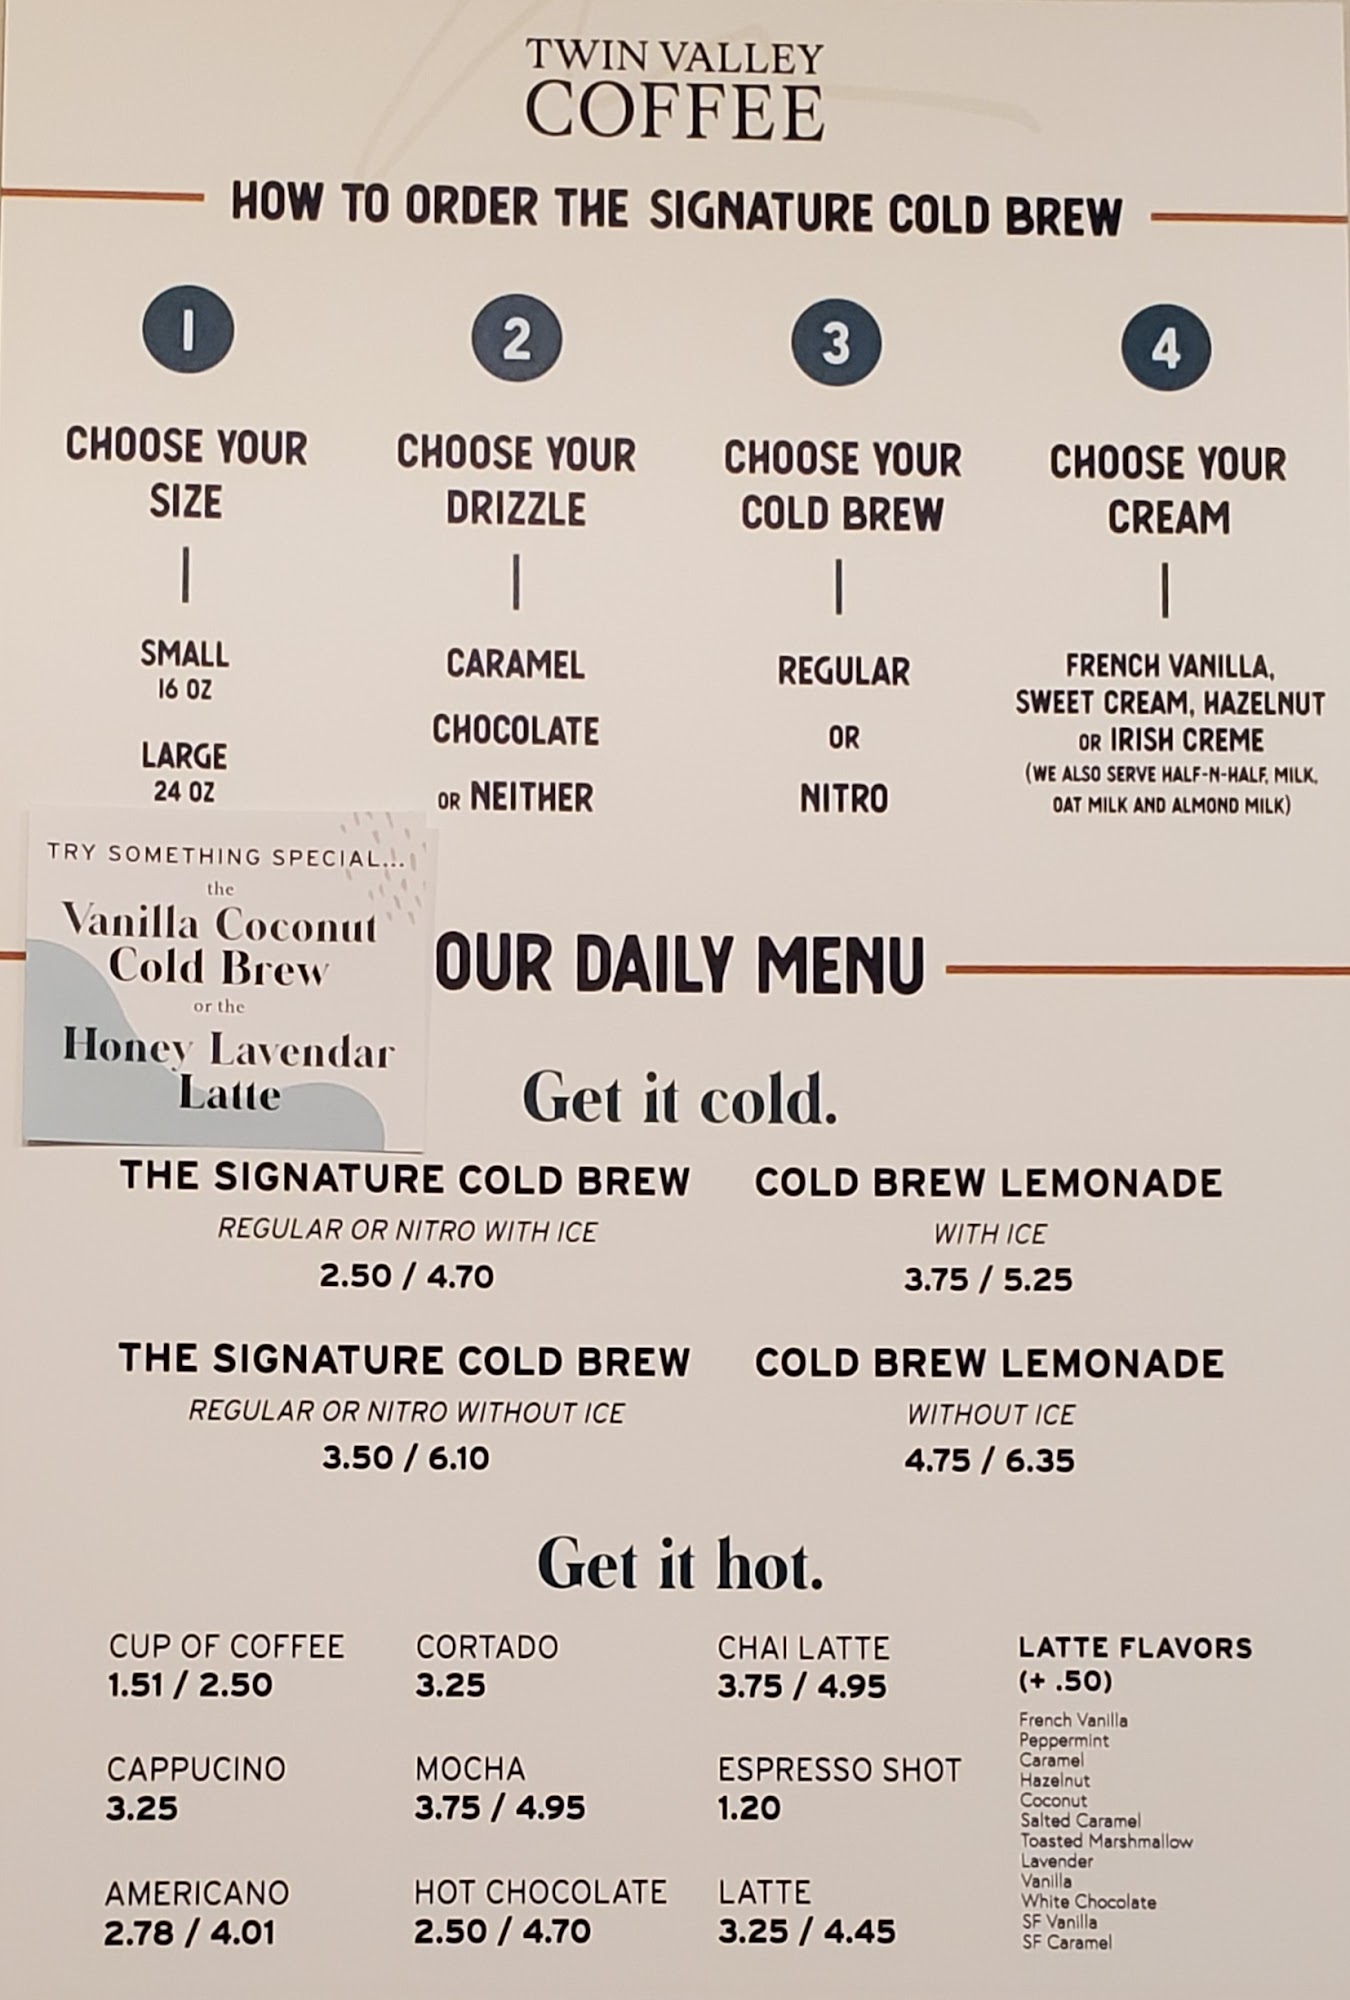 TWIN VALLEY
COFFEE
HOW TO ORDER THE SIGNATURE COLD BREW
1
CHOOSE YOUR
SIZE
SMALL
16 OZ
LARGE
24 OZ
2
CHOOSE YOUR
DRIZZLE
CARAMEL
CHOCOLATE
OR NEITHER
3
CHOOSE YOUR
COLD BREW
REGULAR
OR
NITRO
4
CHOOSE YOUR
CREAM
FRENCH VANILLA,
SWEET CREAM, HAZELNUT
OR IRISH CREME
(WE ALSO SERVE HALF-N-HALF, MILK,
OAT MILK AND ALMOND MILK)
TRY SOMETHING SPECIAL...
the
Vanilla Coconut
Cold Brew
or the
Honey Lavendar
Latte
OUR DAILY MENU
Get it cold.
THE SIGNATURE COLD BREW
REGULAR OR NITRO WITH ICE
2.50 / 4.70
COLD BREW LEMONADE
WITH ICE
3.75 / 5.25
THE SIGNATURE COLD BREW
REGULAR OR NITRO WITHOUT ICE
3.50 / 6.10
COLD BREW LEMONADE
WITHOUT ICE
4.75 / 6.35
Get it hot.
CUP OF COFFEE
1.51 / 2.50
CAPPUCINO
3.25
AMERICANO
2.78 / 4.01
CORTADO
3.25
MOCHA
3.75 / 4.95
HOT CHOCOLATE
2.50 / 4.70
CHAI LATTE
3.75 / 4.95
ESPRESSO SHOT
1.20
LATTE
3.25 / 4.45
LATTE FLAVORS
(+ .50)
French Vanilla
Peppermint
Caramel
Hazelnut
Coconut
Salted Caramel
Toasted Marshmallow
Lavender
Vanilla
White Chocolate
SF Vanilla
SF Caramel